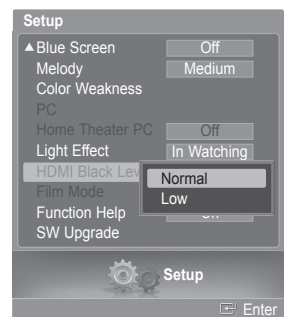 Setup
▲Blue Screen Off
Melody Medium
Color Weakness
PC
Home Theater PC Off
Light Effect In Watching
HDMI Black Lev
Normal
Film Mode
Low
Function Help Off
SW Upgrade
Setup
Enter